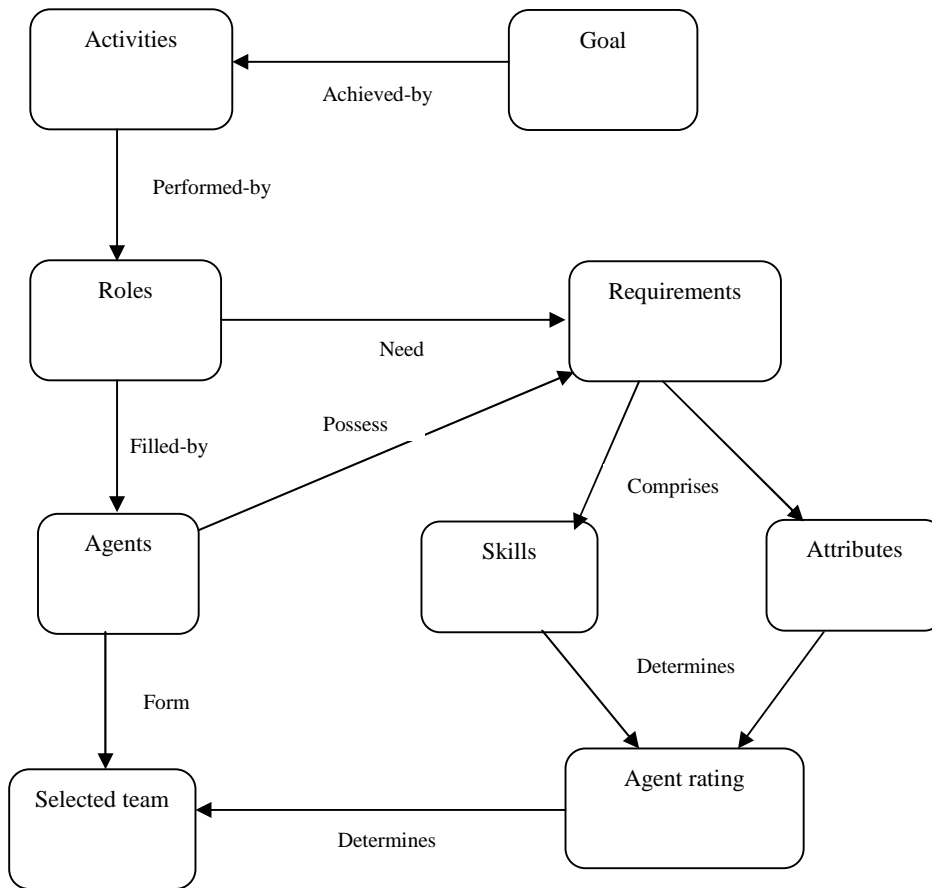 Activities
Goal
Achieved-by
Performed-by
Roles
Requirements
Need
Possess
Filled-by
Comprises
Agents
Skills
Attributes
Determines
Form
Agent rating
Selected team
Determines